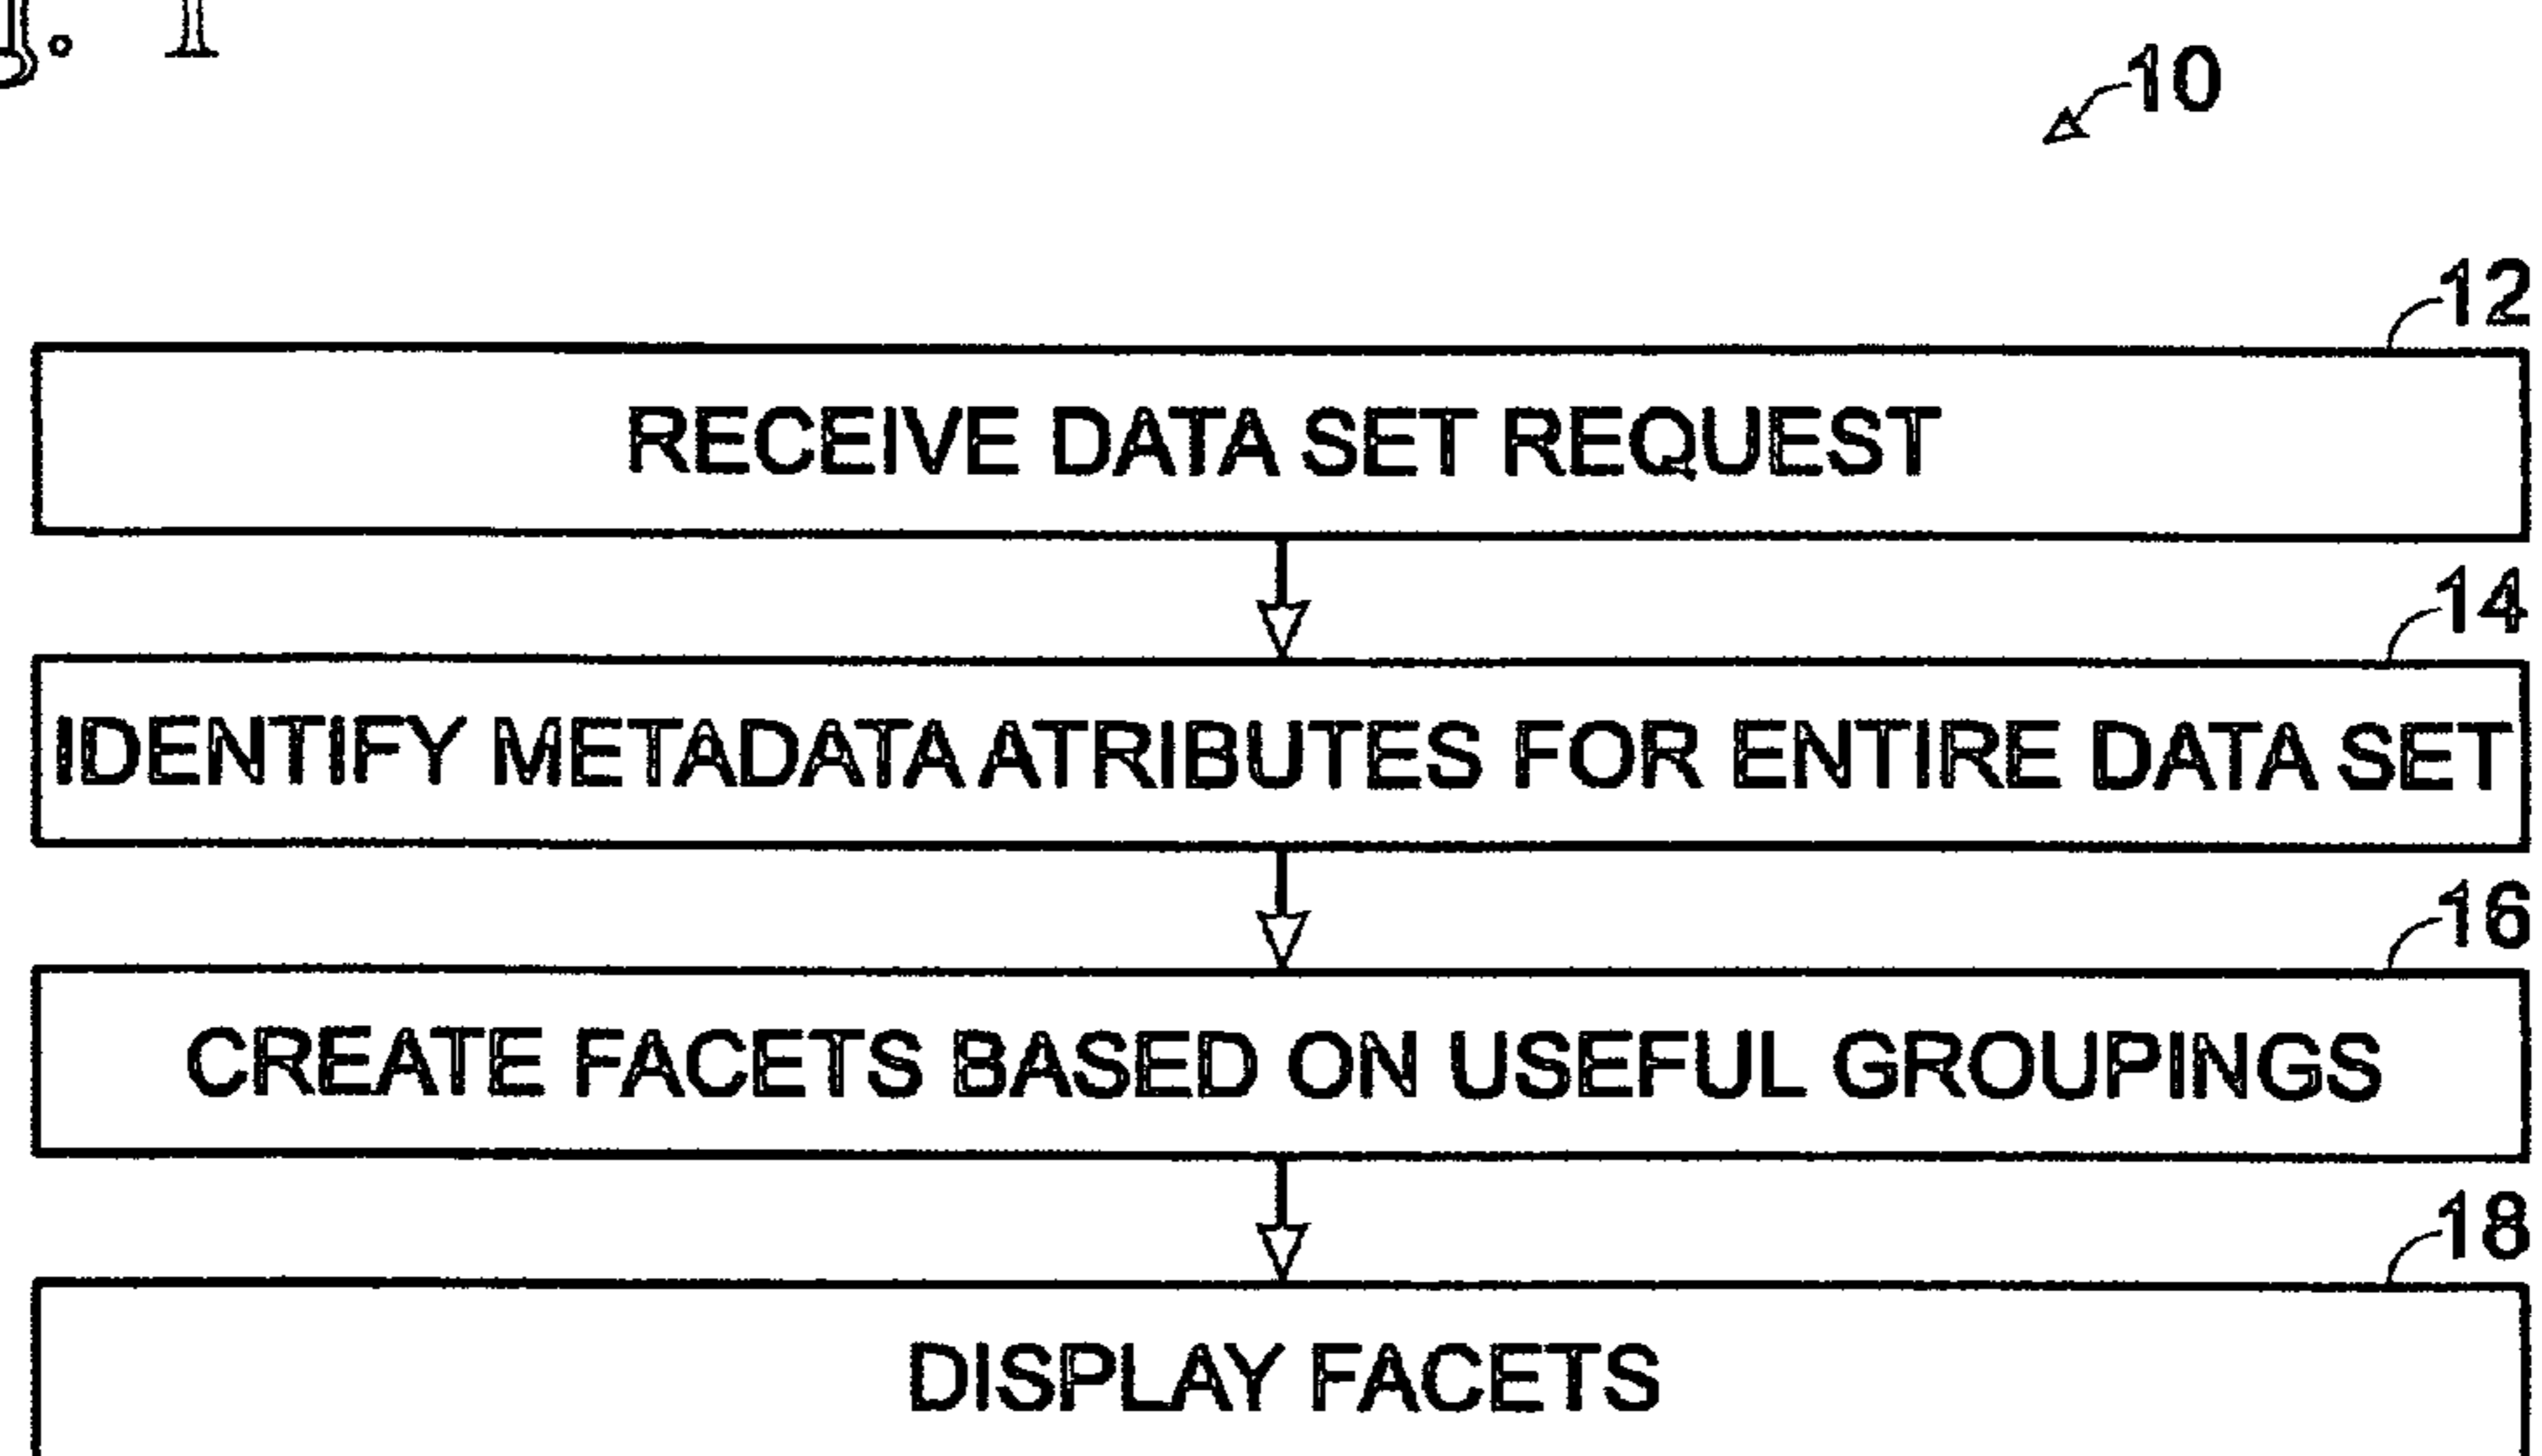 . 1
10
12
RECEIVE DATA SET REQUEST
14
IDENTIFY METADATA ATRIBUTES FOR ENTIRE DATA SET
16
CREATE FACETS BASED ON USEFUL GROUPINGS
18
DISPLAY FACETS